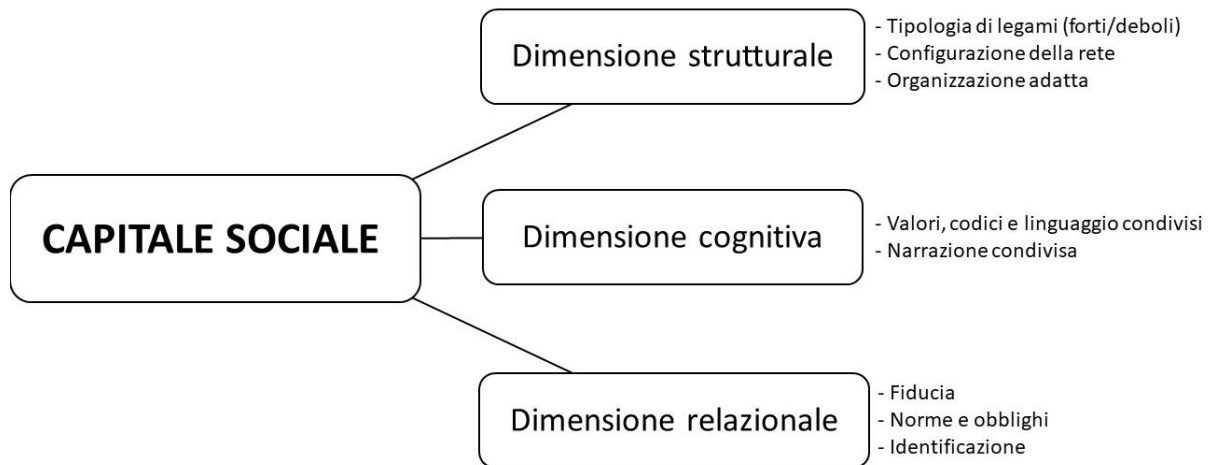 Dimensione strutturale
- Tipologia di legami (forti/deboli)
- Configurazione della rete
- Organizzazione adatta
CAPITALE SOCIALE
Dimensione cognitiva
- Valori, codici e linguaggio condivisi
- Narrazione condivisa
Dimensione relazionale
- Fiducia
- Norme e obblighi
- Identificazione